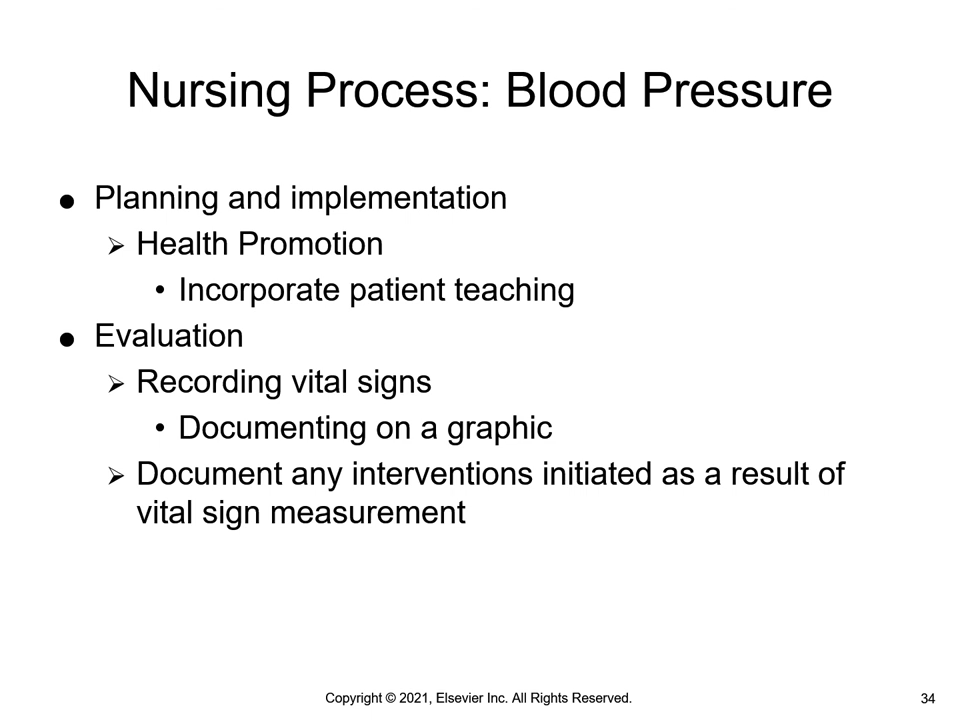 Nursing Process: Blood Pressure
● Planning and implementation
➢ Health Promotion
• Incorporate patient teaching
● Evaluation
➢ Recording vital signs
• Documenting on a graphic
➢ Document any interventions initiated as a result of
vital sign measurement
Copyright © 2021, Elsevier Inc. All Rights Reserved.
34